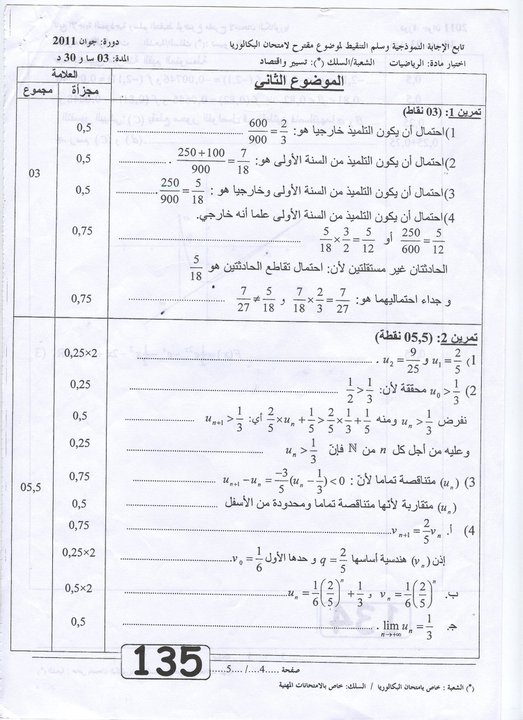 تابع الإجابة النموذجية وسلم التنقيط لموضوع مقترح لامتحان البكالوريا دورة: جوان 2011
اختبار مادة: الرياضيات الشعبة/السلك (*): تسيير واقتصاد المدة: 03 سا و 30 د
العلامة
مجموع مجزأة
الموضوع الثاني
تمرين 1: (03 نقاط)
1) احتمال أن يكون التلميذ خارجيا هو: 600/900 = 2/3 0,5
2) احتمال أن يكون التلميذ من السنة الأولى هو: (250+100)/900 = 7/18 0,5
3) احتمال أن يكون التلميذ من السنة الأولى وخارجيا هو: 250/900 = 5/18 0,5
03
4) احتمال أن يكون التلميذ من السنة الأولى علما أنه خارجي.
250/600 = 5/12 أو 5/18 × 3/2 = 5/12 0,75
الحادثتان غير مستقلتين لأن: احتمال تقاطع الحادثتين هو 5/18
و جداء احتماليهما هو: 7/18 × 2/3 = 7/27 و 7/27 ≠ 5/18 0,75
تمرين 2: (05,5 نقطة)
1) u₁ = 2/5 و u₂ = 9/25 0,25×2
2) u₀ > 1/3 محققة لأن: 1/2 > 1/3 0,25
نفرض uₙ > 1/3 ومنه 2/5 × uₙ + 1/5 > 2/5 × 1/3 + 1/5 أي: uₙ₊₁ > 1/3 0,5
وعليه من أجل كل n من ℕ فإنّ uₙ > 1/3 0,25
05,5
3) (uₙ) متناقصة تماما لأنّ: uₙ₊₁ − uₙ = −3/5 (uₙ − 1/3) < 0 0,75
(uₙ) متقاربة لأنها متناقصة تماما ومحدودة من الأسفل 0,5
4) أ. vₙ₊₁ = 2/5 vₙ 0,75
إذن (vₙ) هندسية أساسها q = 2/5 و حدها الأول v₀ = 1/6 0,25×2
ب. vₙ = 1/6 (2/5)ⁿ و uₙ = 1/6 (2/5)ⁿ + 1/3 0,5×2
جـ. lim uₙ = 1/3 n→+∞ 0,5
135
صفحة ....4..../....5....
(*) الشعبة: خاص بامتحان البكالوريا / السلك: خاص بالامتحانات المهنية